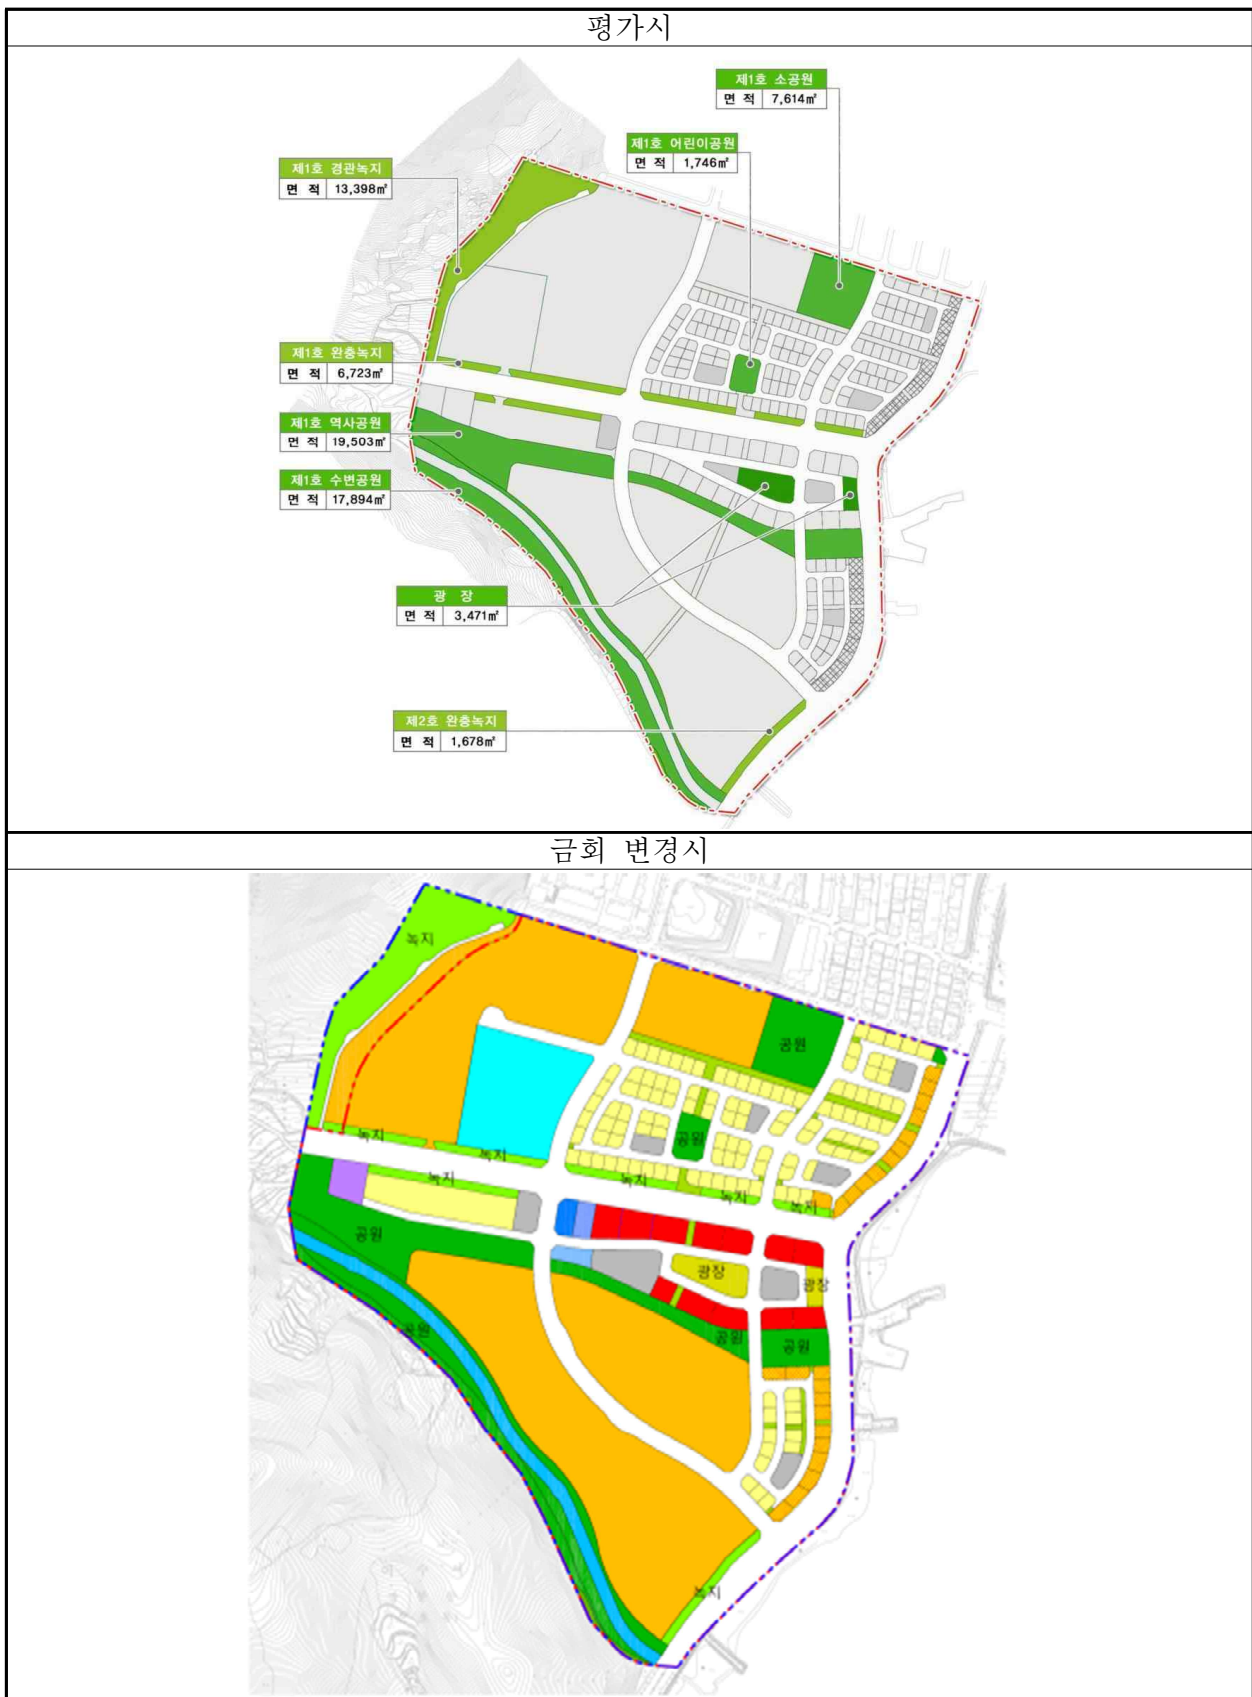 평가시
제1호 소공원
면 적 7,614㎡
제1호 어린이공원
면 적 1,746㎡
제1호 경관녹지
면 적 13,398㎡
제1호 완충녹지
면 적 6,723㎡
제1호 역사공원
면 적 19,503㎡
제1호 수변공원
면 적 17,894㎡
광 장
면 적 3,471㎡
제2호 완충녹지
면 적 1,678㎡
금회 변경시
녹지
공원
녹지
공원
녹지
녹지
녹지
녹지
녹지
공원
광장
광장
공원
공원
공원
녹지